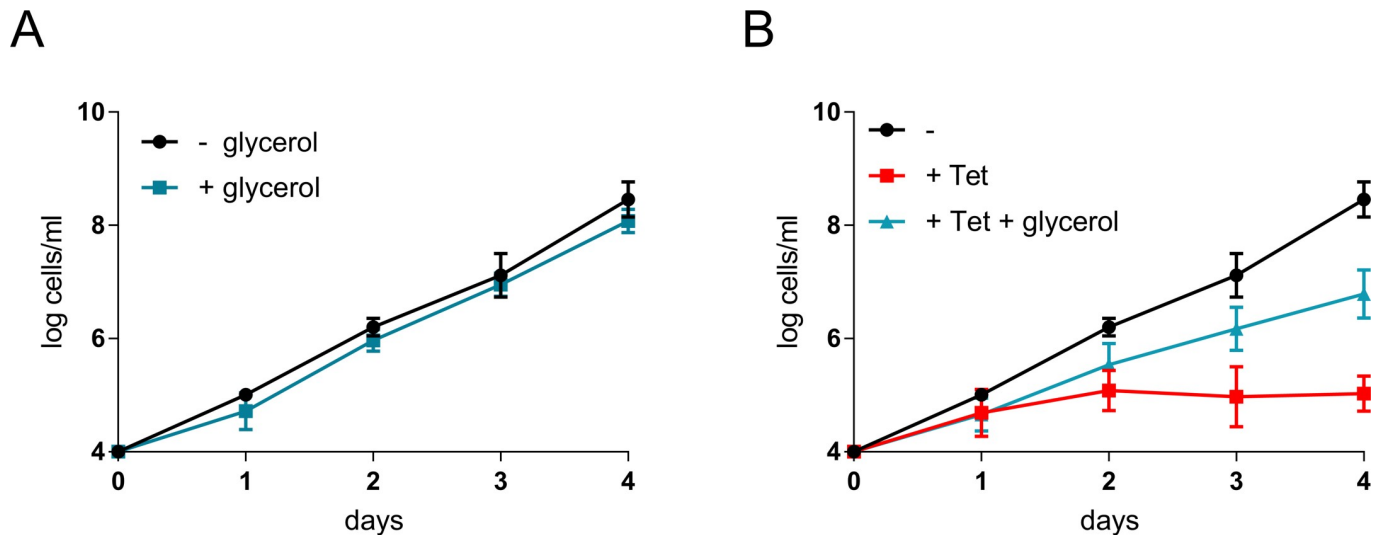 A
10
8
6
4
log cells/ml
- glycerol
+ glycerol
0 1 2 3 4
days
B
10
8
6
4
log cells/ml
-
+ Tet
+ Tet + glycerol
0 1 2 3 4
days